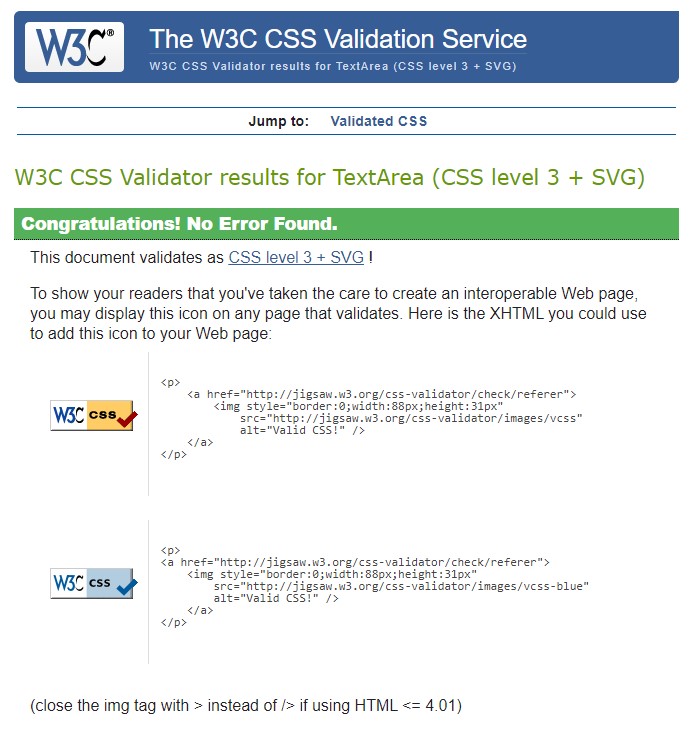 W3C®
The W3C CSS Validation Service
W3C CSS Validator results for TextArea (CSS level 3 + SVG)
Jump to: Validated CSS
W3C CSS Validator results for TextArea (CSS level 3 + SVG)
Congratulations! No Error Found.
This document validates as CSS level 3 + SVG !
To show your readers that you've taken the care to create an interoperable Web page,
you may display this icon on any page that validates. Here is the XHTML you could use
to add this icon to your Web page:
W3C css
<p>
<a href="http://jigsaw.w3.org/css-validator/check/referer">
<img style="border:0;width:88px;height:31px"
src="http://jigsaw.w3.org/css-validator/images/vcss"
alt="Valid CSS!" />
</a>
</p>
W3C css
<p>
<a href="http://jigsaw.w3.org/css-validator/check/referer">
<img style="border:0;width:88px;height:31px"
src="http://jigsaw.w3.org/css-validator/images/vcss-blue"
alt="Valid CSS!" />
</a>
</p>
(close the img tag with > instead of /> if using HTML <= 4.01)